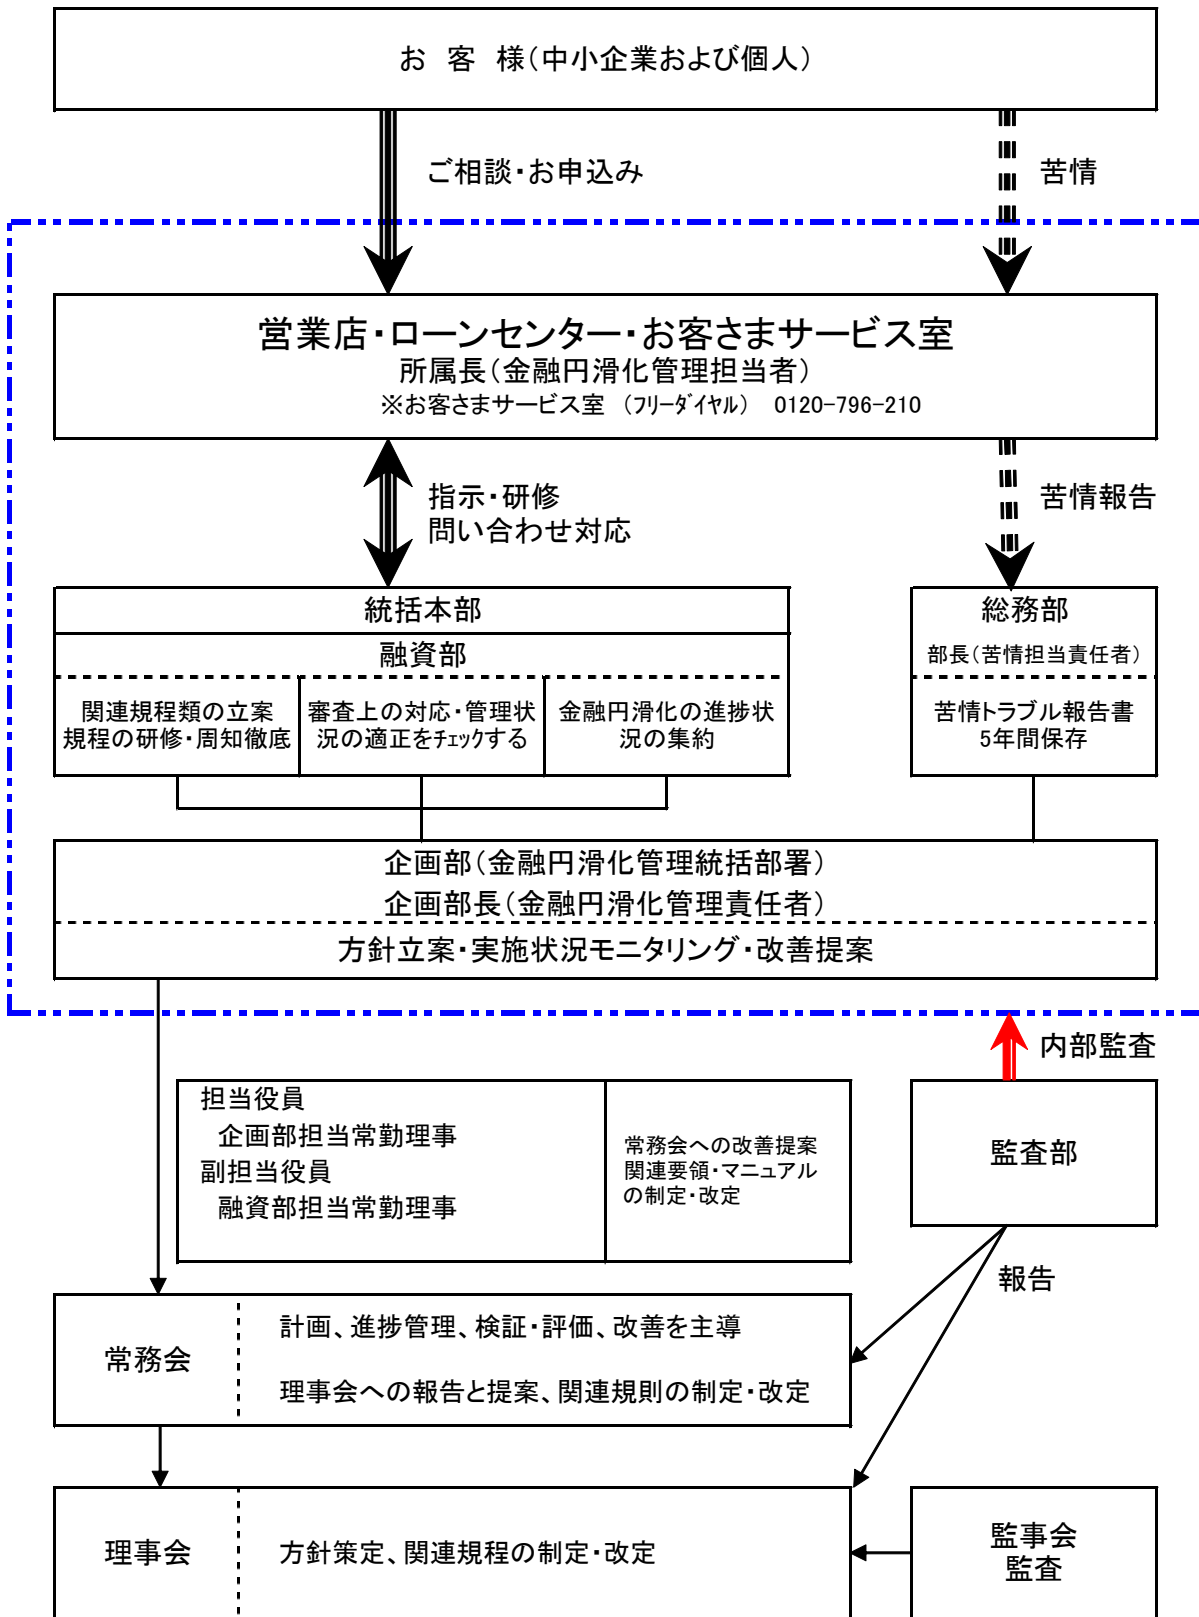 お 客 様(中小企業および個人)
ご相談・お申込み
苦情
営業店・ローンセンター・お客さまサービス室
所属長(金融円滑化管理担当者)
※お客さまサービス室 (フリーダイヤル) 0120-796-210
指示・研修
問い合わせ対応
苦情報告
統括本部
融資部
関連規程類の立案
規程の研修・周知徹底
審査上の対応・管理状
況の適正をチェックする
金融円滑化の進捗状
況の集約
総務部
部長(苦情担当責任者)
苦情トラブル報告書
5年間保存
企画部(金融円滑化管理統括部署)
企画部長(金融円滑化管理責任者)
方針立案・実施状況モニタリング・改善提案
内部監査
担当役員
企画部担当常勤理事
副担当役員
融資部担当常勤理事
常務会への改善提案
関連要領・マニュアル
の制定・改定
監査部
報告
常務会
計画、進捗管理、検証・評価、改善を主導
理事会への報告と提案、関連規則の制定・改定
理事会
方針策定、関連規程の制定・改定
監事会
監査